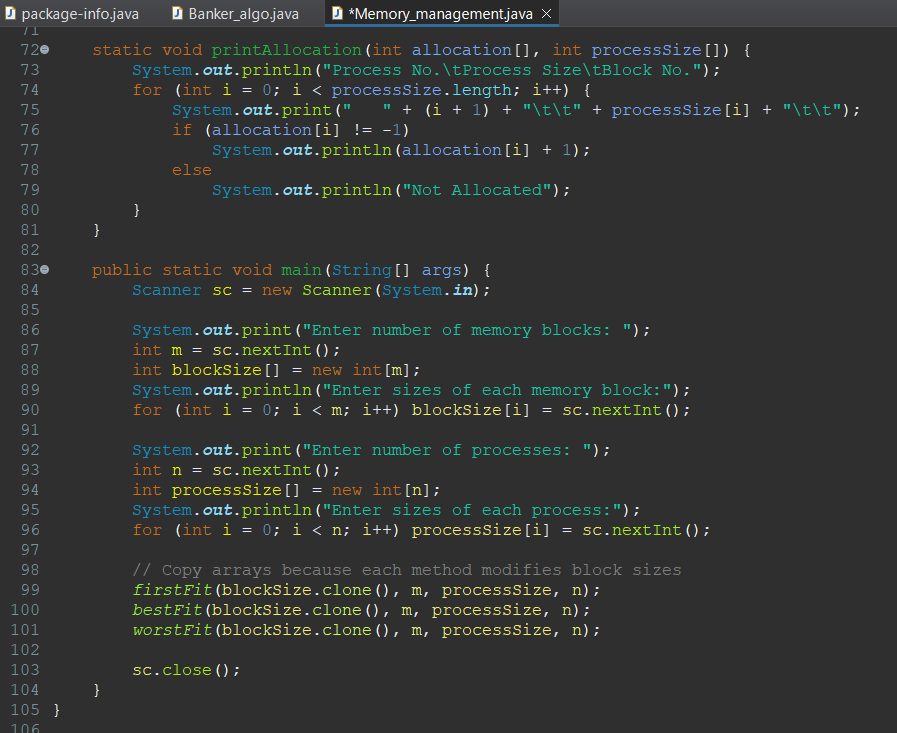 package-info.java Banker_algo.java *Memory_management.java
71
72 static void printAllocation(int allocation[], int processSize[]) {
73 System.out.println("Process No.\tProcess Size\tBlock No.");
74 for (int i = 0; i < processSize.length; i++) {
75 System.out.print("   " + (i + 1) + "\t\t" + processSize[i] + "\t\t");
76 if (allocation[i] != -1)
77 System.out.println(allocation[i] + 1);
78 else
79 System.out.println("Not Allocated");
80 }
81 }
82
83 public static void main(String[] args) {
84 Scanner sc = new Scanner(System.in);
85
86 System.out.print("Enter number of memory blocks: ");
87 int m = sc.nextInt();
88 int blockSize[] = new int[m];
89 System.out.println("Enter sizes of each memory block:");
90 for (int i = 0; i < m; i++) blockSize[i] = sc.nextInt();
91
92 System.out.print("Enter number of processes: ");
93 int n = sc.nextInt();
94 int processSize[] = new int[n];
95 System.out.println("Enter sizes of each process:");
96 for (int i = 0; i < n; i++) processSize[i] = sc.nextInt();
97
98 // Copy arrays because each method modifies block sizes
99 firstFit(blockSize.clone(), m, processSize, n);
100 bestFit(blockSize.clone(), m, processSize, n);
101 worstFit(blockSize.clone(), m, processSize, n);
102
103 sc.close();
104 }
105 }
106